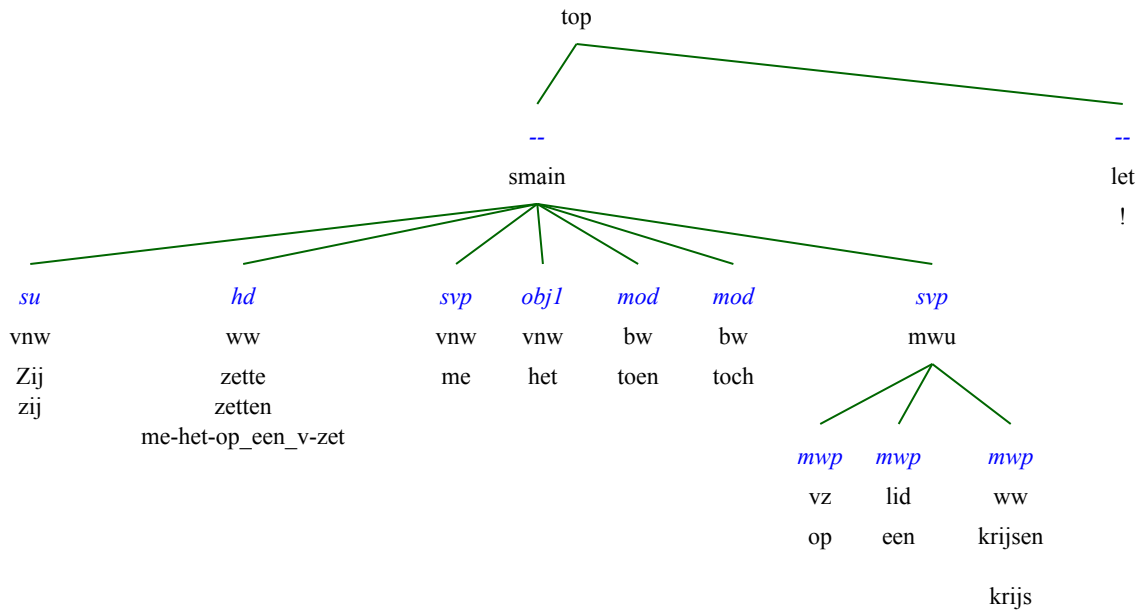 top
-- --
smain let
!
su hd svp obj1 mod mod svp
vnw ww vnw vnw bw bw mwu
Zij zette me het toen toch
zij zetten
me-het-op_een_v-zet
mwp mwp mwp
vz lid ww
op een krijsen
krijs